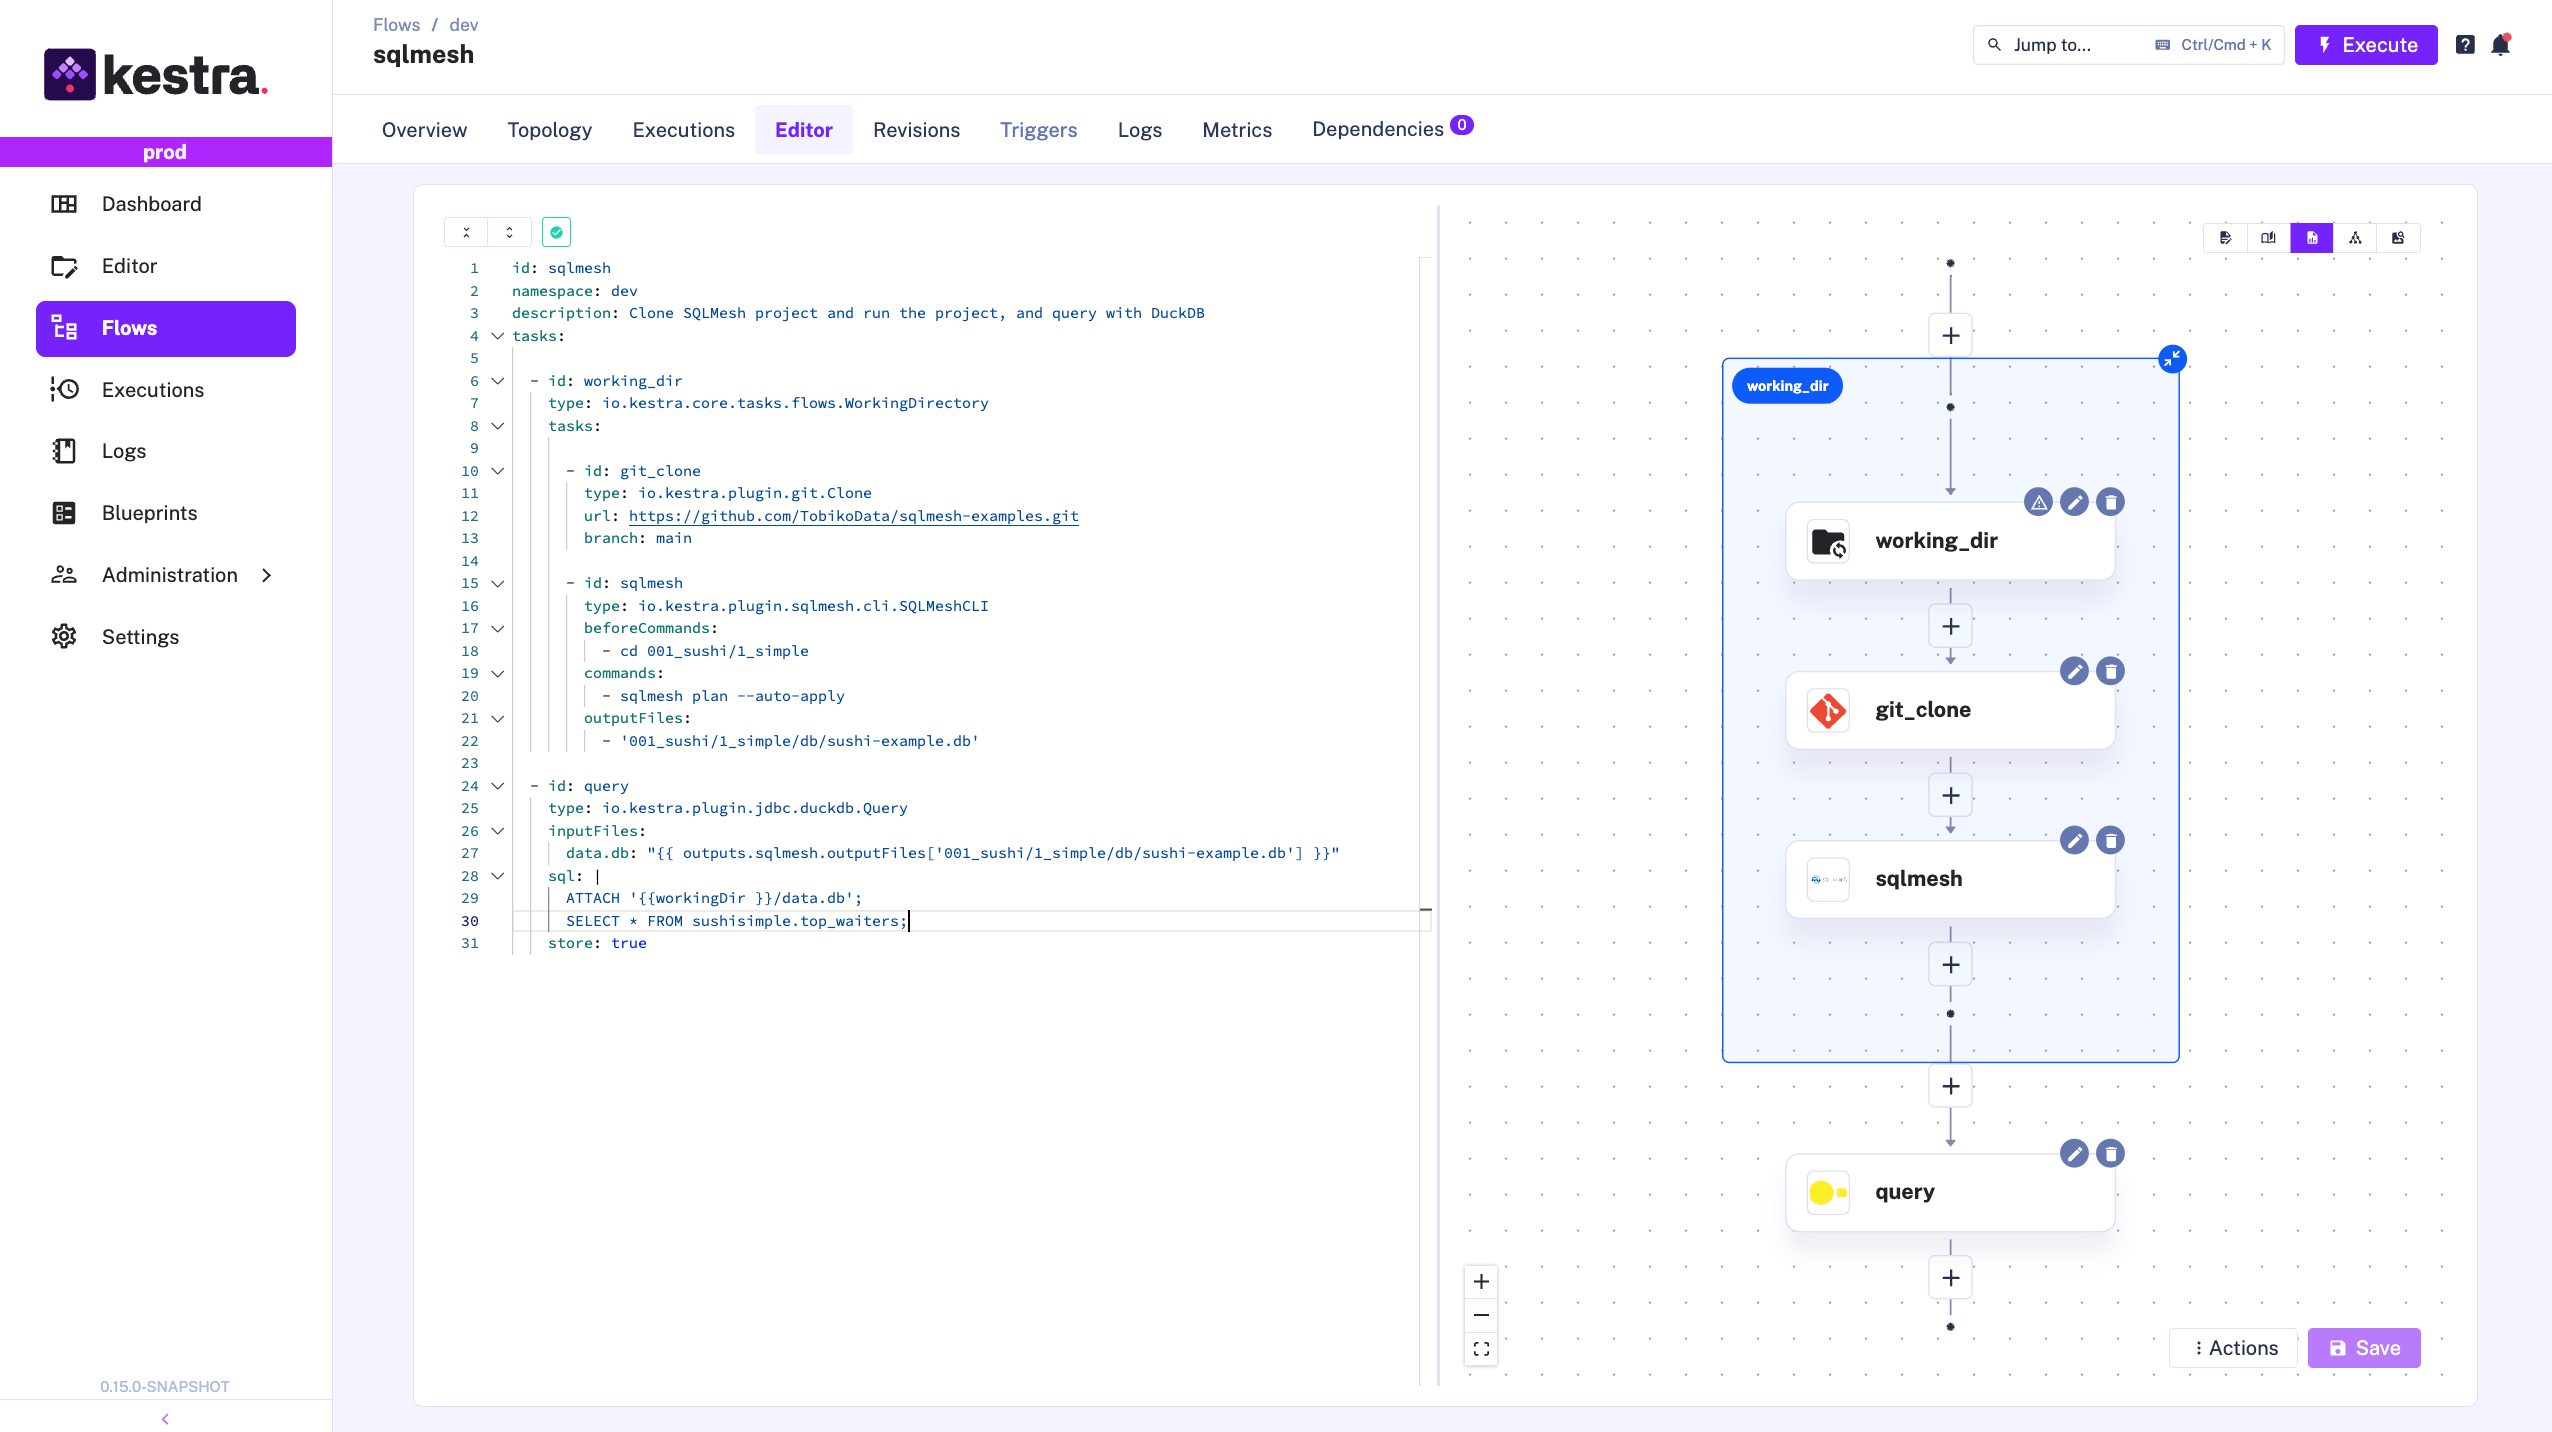 kestra.
prod
Dashboard
Editor
Flows
Executions
Logs
Blueprints
Administration
Settings
0.15.0-SNAPSHOT
Flows / dev
sqlmesh
Jump to...
Ctrl/Cmd + K
Execute
Overview
Topology
Executions
Editor
Revisions
Triggers
Logs
Metrics
Dependencies 0
1 id: sqlmesh
2 namespace: dev
3 description: Clone SQLMesh project and run the project, and query with DuckDB
4 tasks:
5
6 - id: working_dir
7 type: io.kestra.core.tasks.flows.WorkingDirectory
8 tasks:
9
10 - id: git_clone
11 type: io.kestra.plugin.git.Clone
12 url: https://github.com/TobikoData/sqlmesh-examples.git
13 branch: main
14
15 - id: sqlmesh
16 type: io.kestra.plugin.sqlmesh.cli.SQLMeshCLI
17 beforeCommands:
18 - cd 001_sushi/1_simple
19 commands:
20 - sqlmesh plan --auto-apply
21 outputFiles:
22 - '001_sushi/1_simple/db/sushi-example.db'
23
24 - id: query
25 type: io.kestra.plugin.jdbc.duckdb.Query
26 inputFiles:
27 data.db: "{{ outputs.sqlmesh.outputFiles['001_sushi/1_simple/db/sushi-example.db'] }}"
28 sql: |
29 ATTACH '{{workingDir }}/data.db';
30 SELECT * FROM sushisimple.top_waiters;
31 store: true
working_dir
working_dir
git_clone
sqlmesh
query
Actions
Save